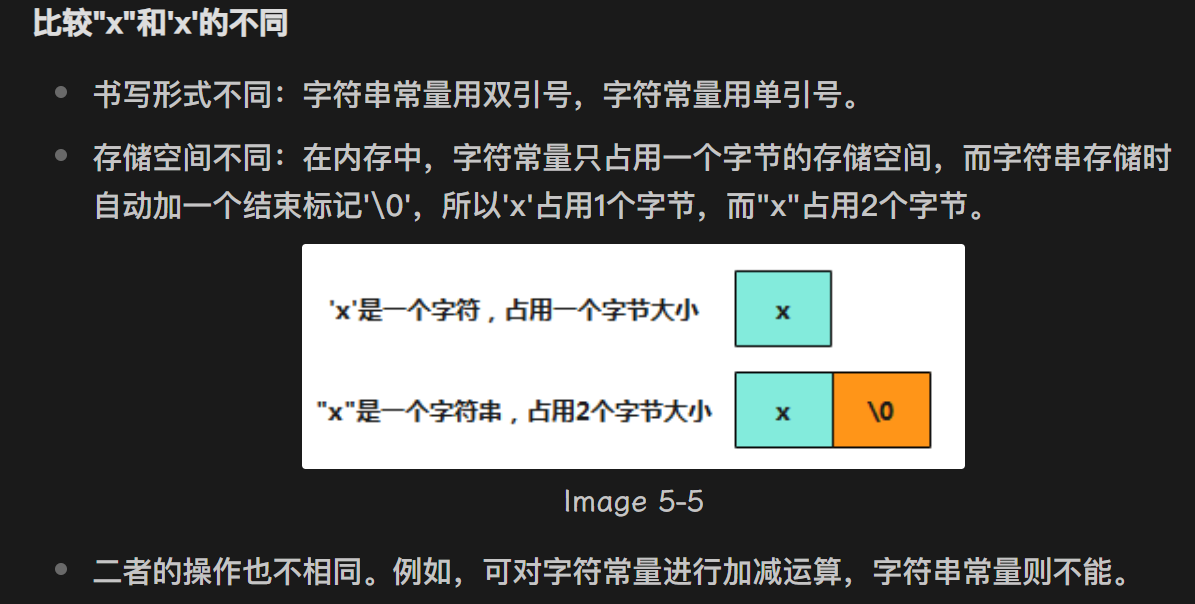 比较"x"和'x'的不同
书写形式不同：字符串常量用双引号，字符常量用单引号。
存储空间不同：在内存中，字符常量只占用一个字节的存储空间，而字符串存储时
自动加一个结束标记'\0'，所以'x'占用1个字节，而"x"占用2个字节。
'x'是一个字符，占用一个字节大小 x
"x"是一个字符串，占用2个字节大小 x \0
Image 5-5
二者的操作也不相同。例如，可对字符常量进行加减运算，字符串常量则不能。